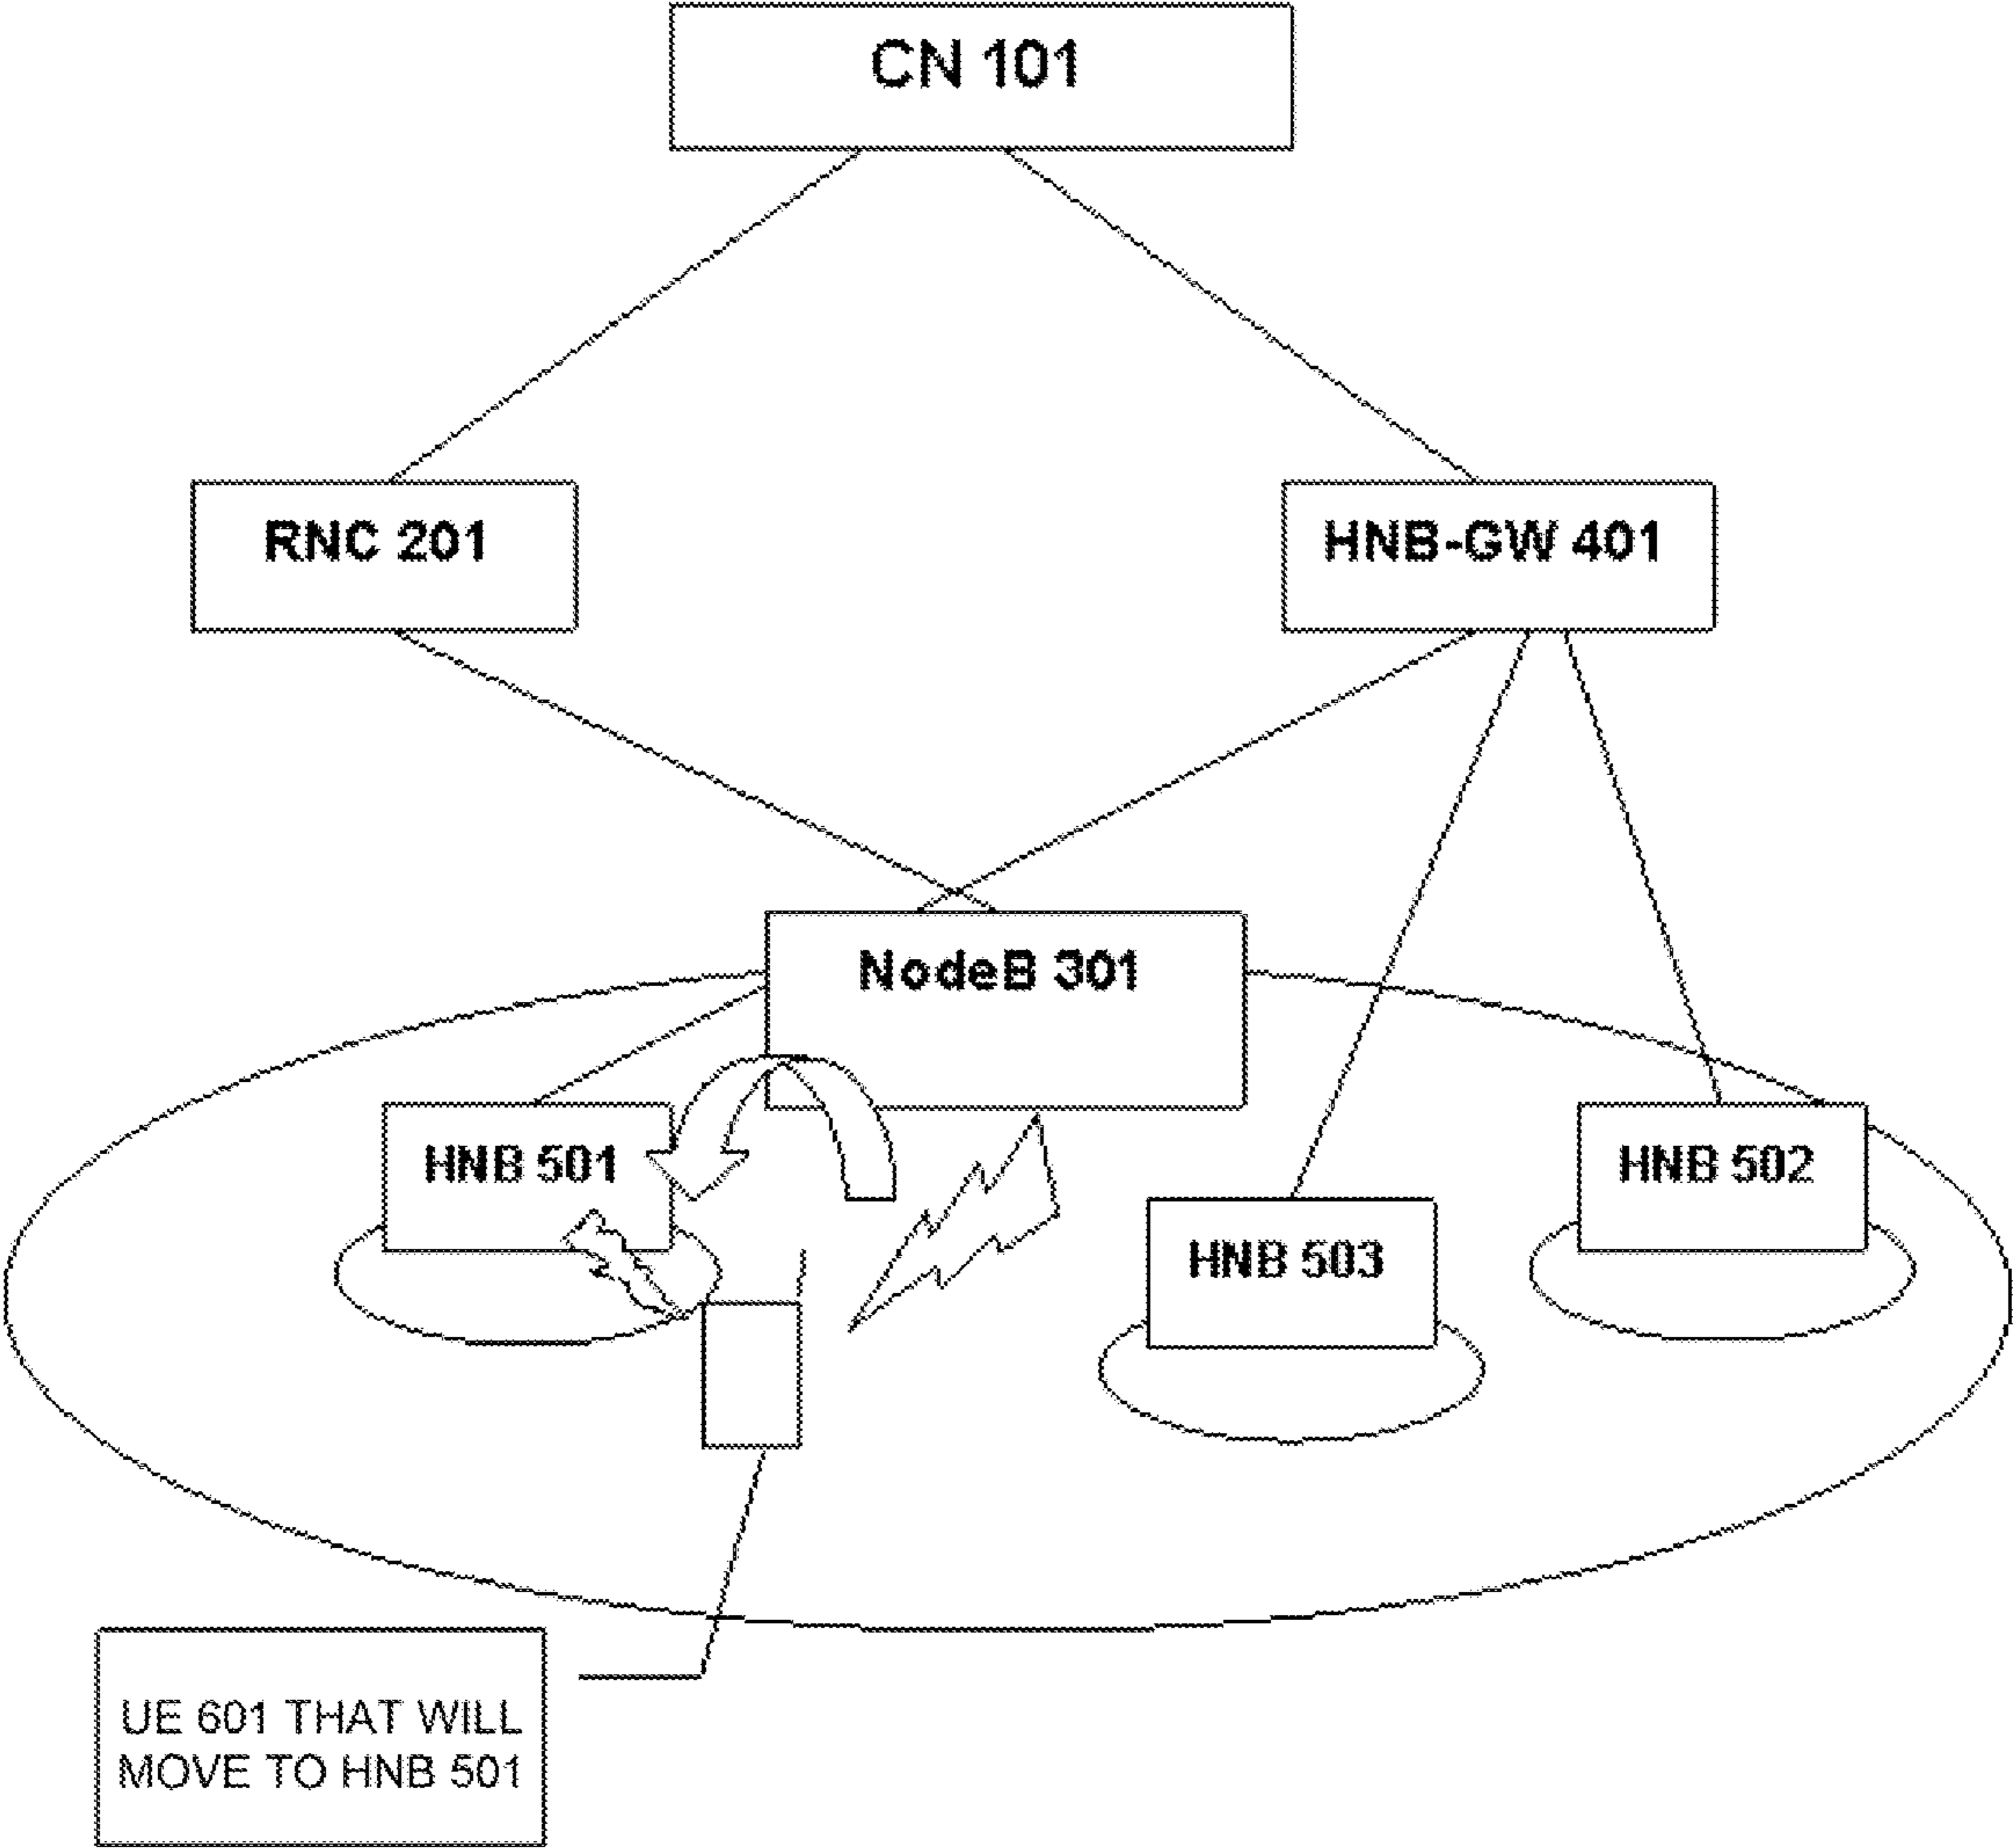 CN 101
RNC 201
HNB-GW 401
NodeB 301
HNB 501
HNB 502
HNB 503
UE 601 THAT WILL
MOVE TO HNB 501